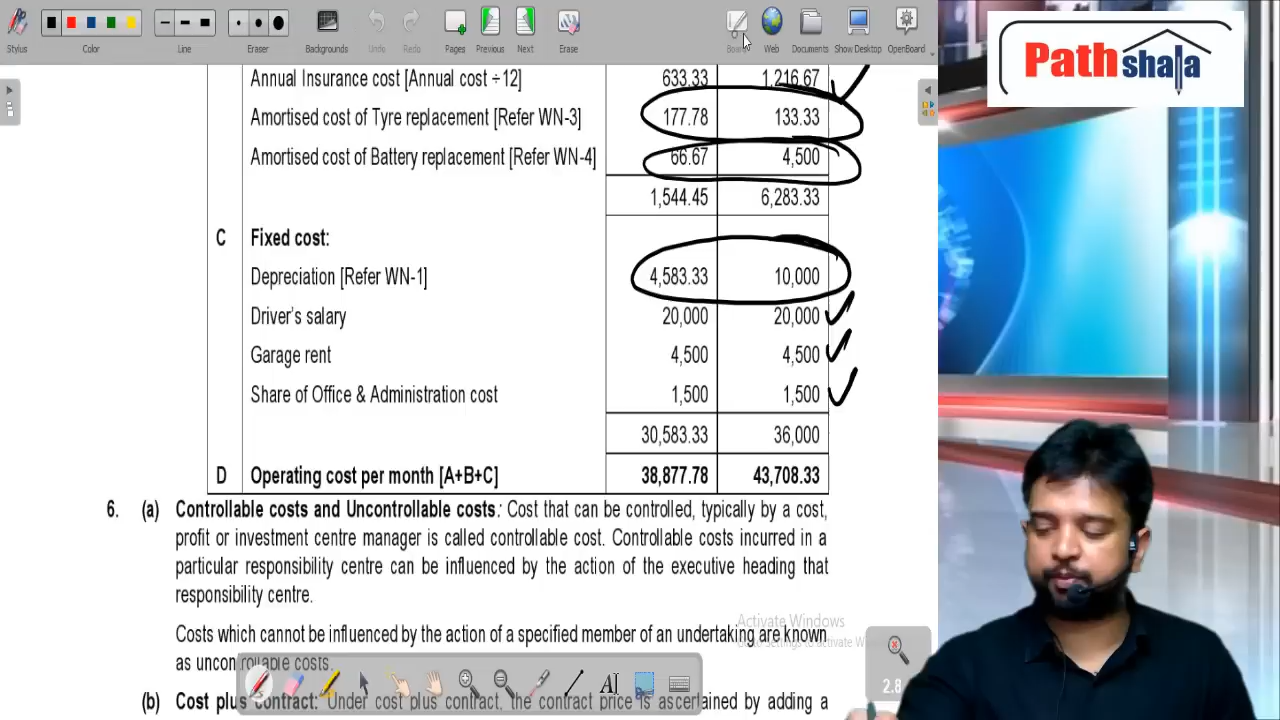 Stylus Color Line Eraser Backgrounds Undo Redo Pages Previous Next Erase Board Web Documents Show Desktop OpenBoard
Path shala
Annual Insurance cost [Annual cost ÷12] 633.33 1,216.67
Amortised cost of Tyre replacement [Refer WN-3] 177.78 133.33
Amortised cost of Battery replacement [Refer WN-4] 66.67 4,500
1,544.45 6,283.33
C Fixed cost:
Depreciation [Refer WN-1] 4,583.33 10,000
Driver's salary 20,000 20,000
Garage rent 4,500 4,500
Share of Office & Administration cost 1,500 1,500
30,583.33 36,000
D Operating cost per month [A+B+C] 38,877.78 43,708.33
6. (a) Controllable costs and Uncontrollable costs: Cost that can be controlled, typically by a cost,
profit or investment centre manager is called controllable cost. Controllable costs incurred in a
particular responsibility centre can be influenced by the action of the executive heading that
responsibility centre.
Activate Windows
Costs which cannot be influenced by the action of a specified member of an undertaking are known
Go to settings to activate W
as uncontrollable costs.
2.8
(b) Cost plus contract: Under cost plus contract, the contract price is ascertained by adding a